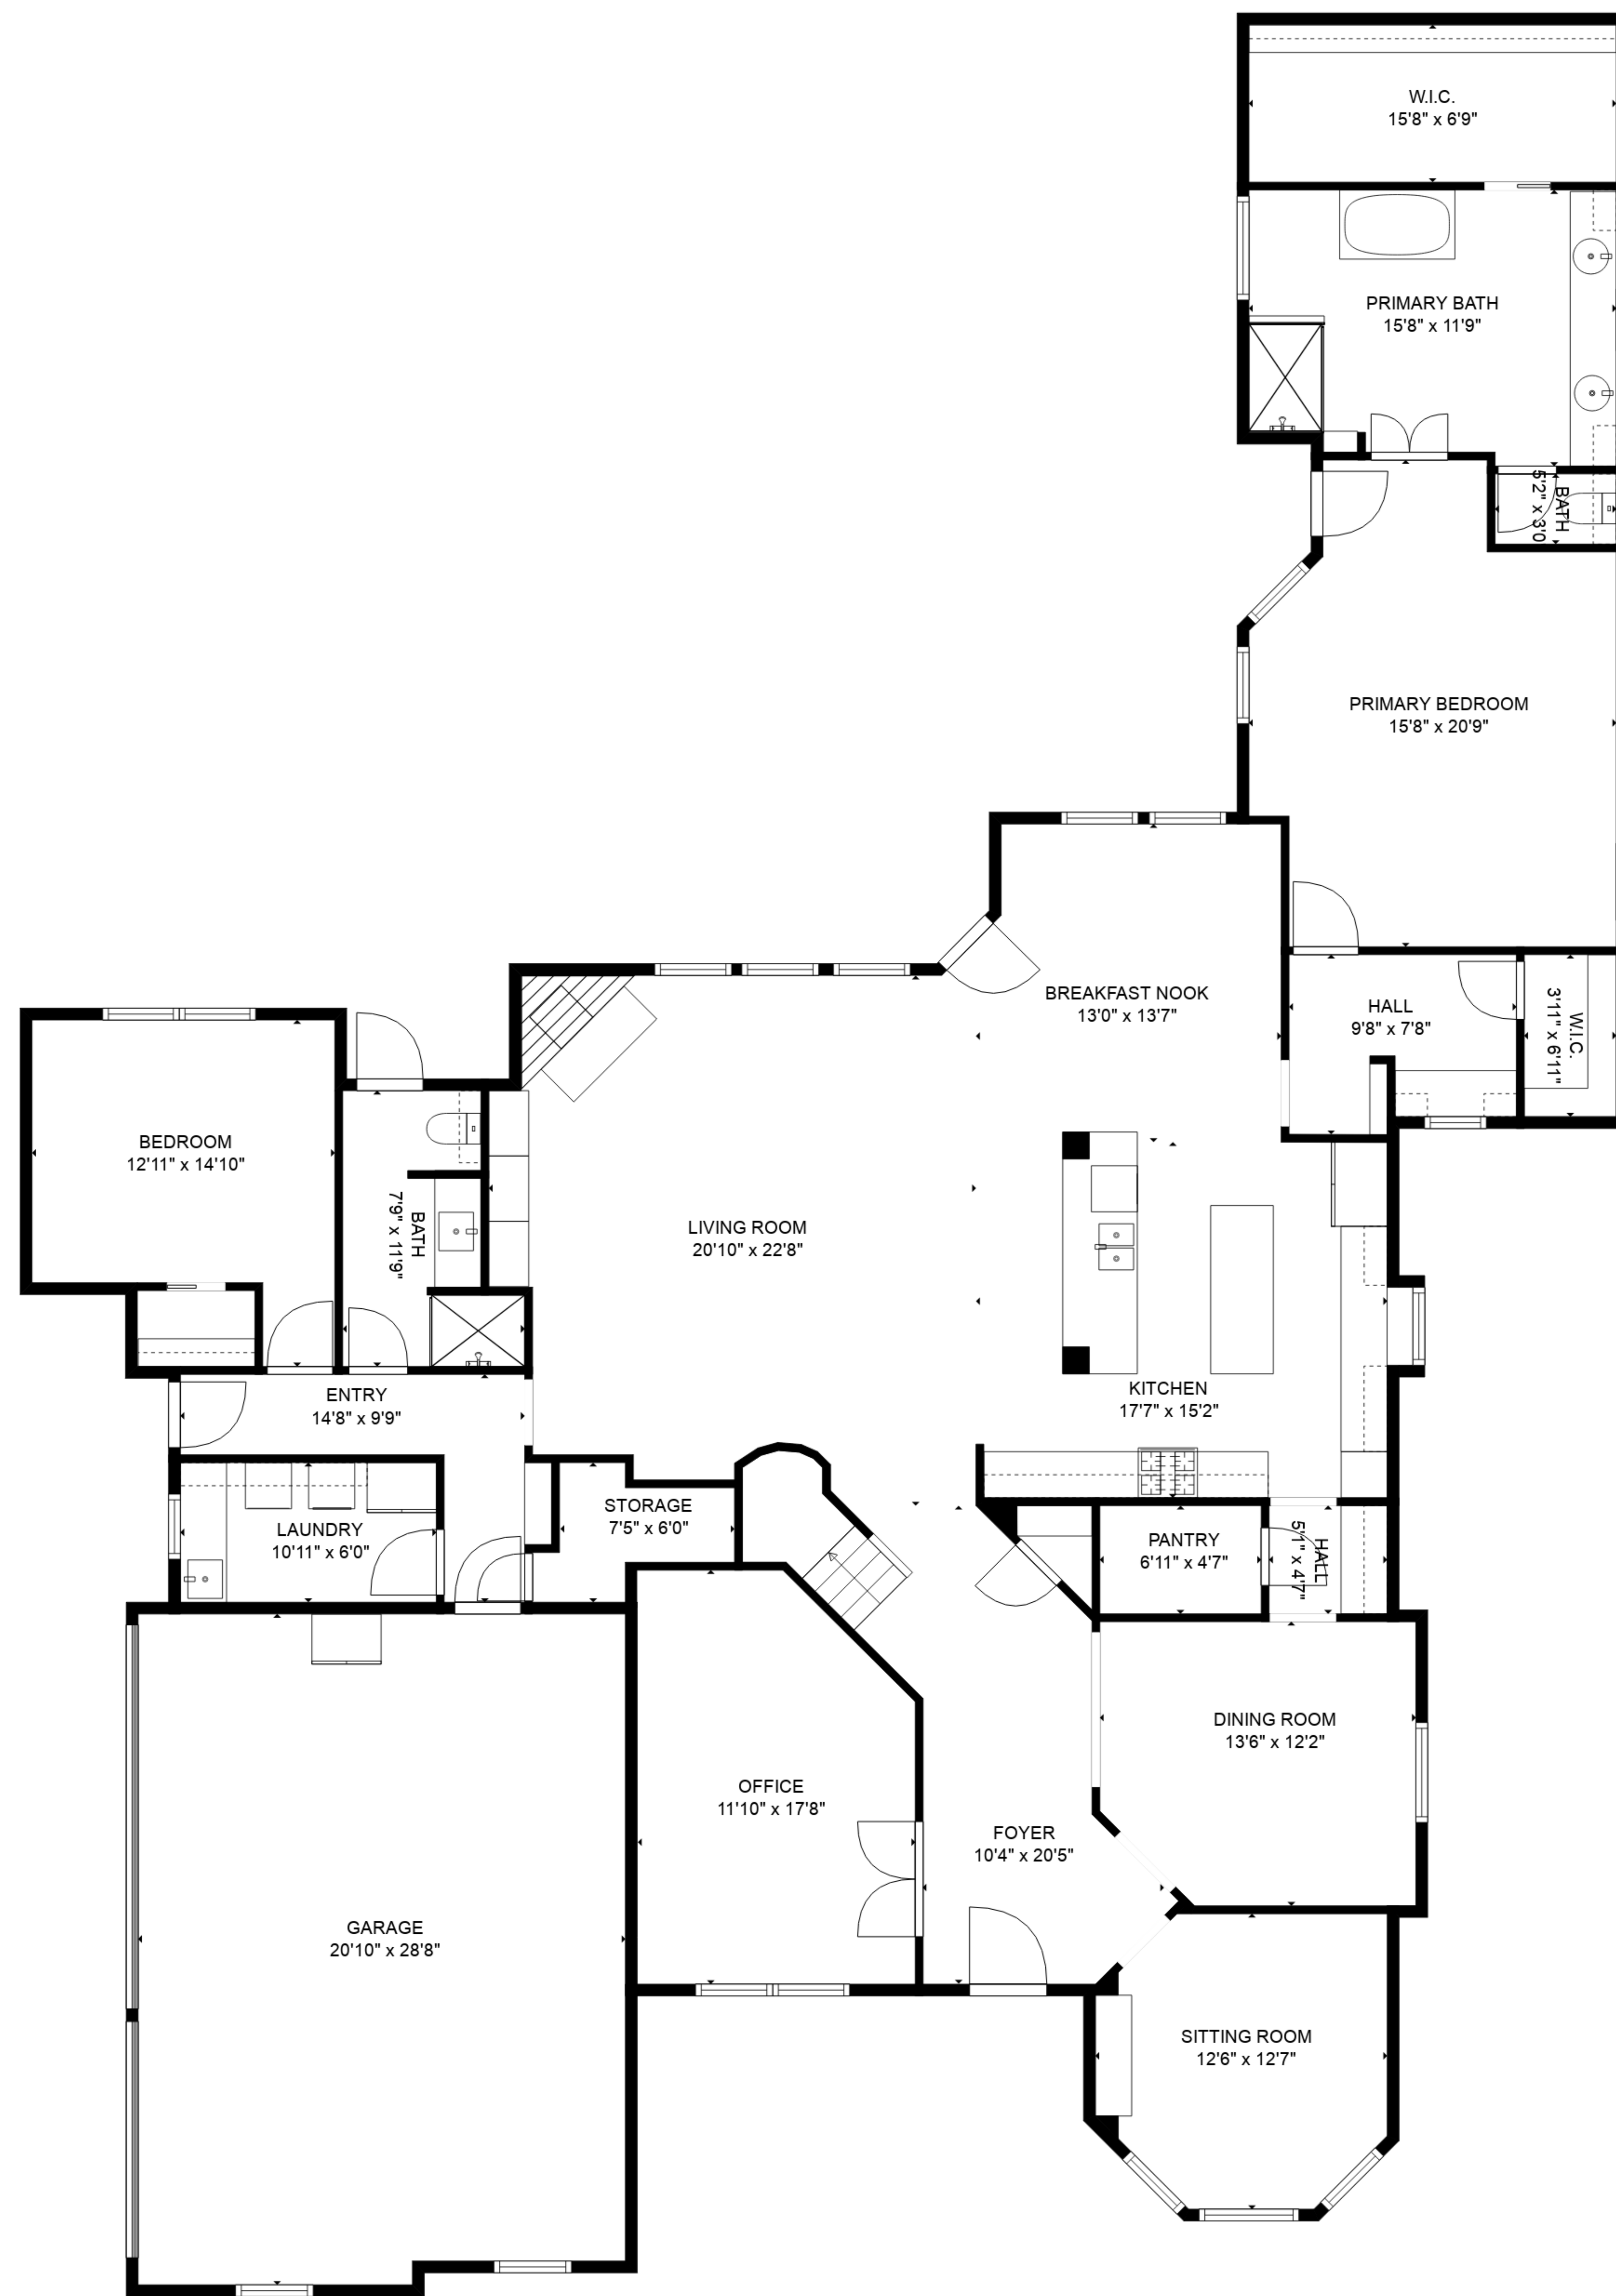 W.I.C.
15'8" x 6'9"
PRIMARY BATH
15'8" x 11'9"
BATH
5'2" x 3'0
PRIMARY BEDROOM
15'8" x 20'9"
BREAKFAST NOOK
13'0" x 13'7"
HALL
9'8" x 7'8"
W.I.C.
3'11" x 6'11"
BEDROOM
12'11" x 14'10"
BATH
7'9" x 11'9"
LIVING ROOM
20'10" x 22'8"
KITCHEN
17'7" x 15'2"
ENTRY
14'8" x 9'9"
STORAGE
7'5" x 6'0"
LAUNDRY
10'11" x 6'0"
PANTRY
6'11" x 4'7"
HALL
5'1" x 4'7"
DINING ROOM
13'6" x 12'2"
OFFICE
11'10" x 17'8"
FOYER
10'4" x 20'5"
GARAGE
20'10" x 28'8"
SITTING ROOM
12'6" x 12'7"